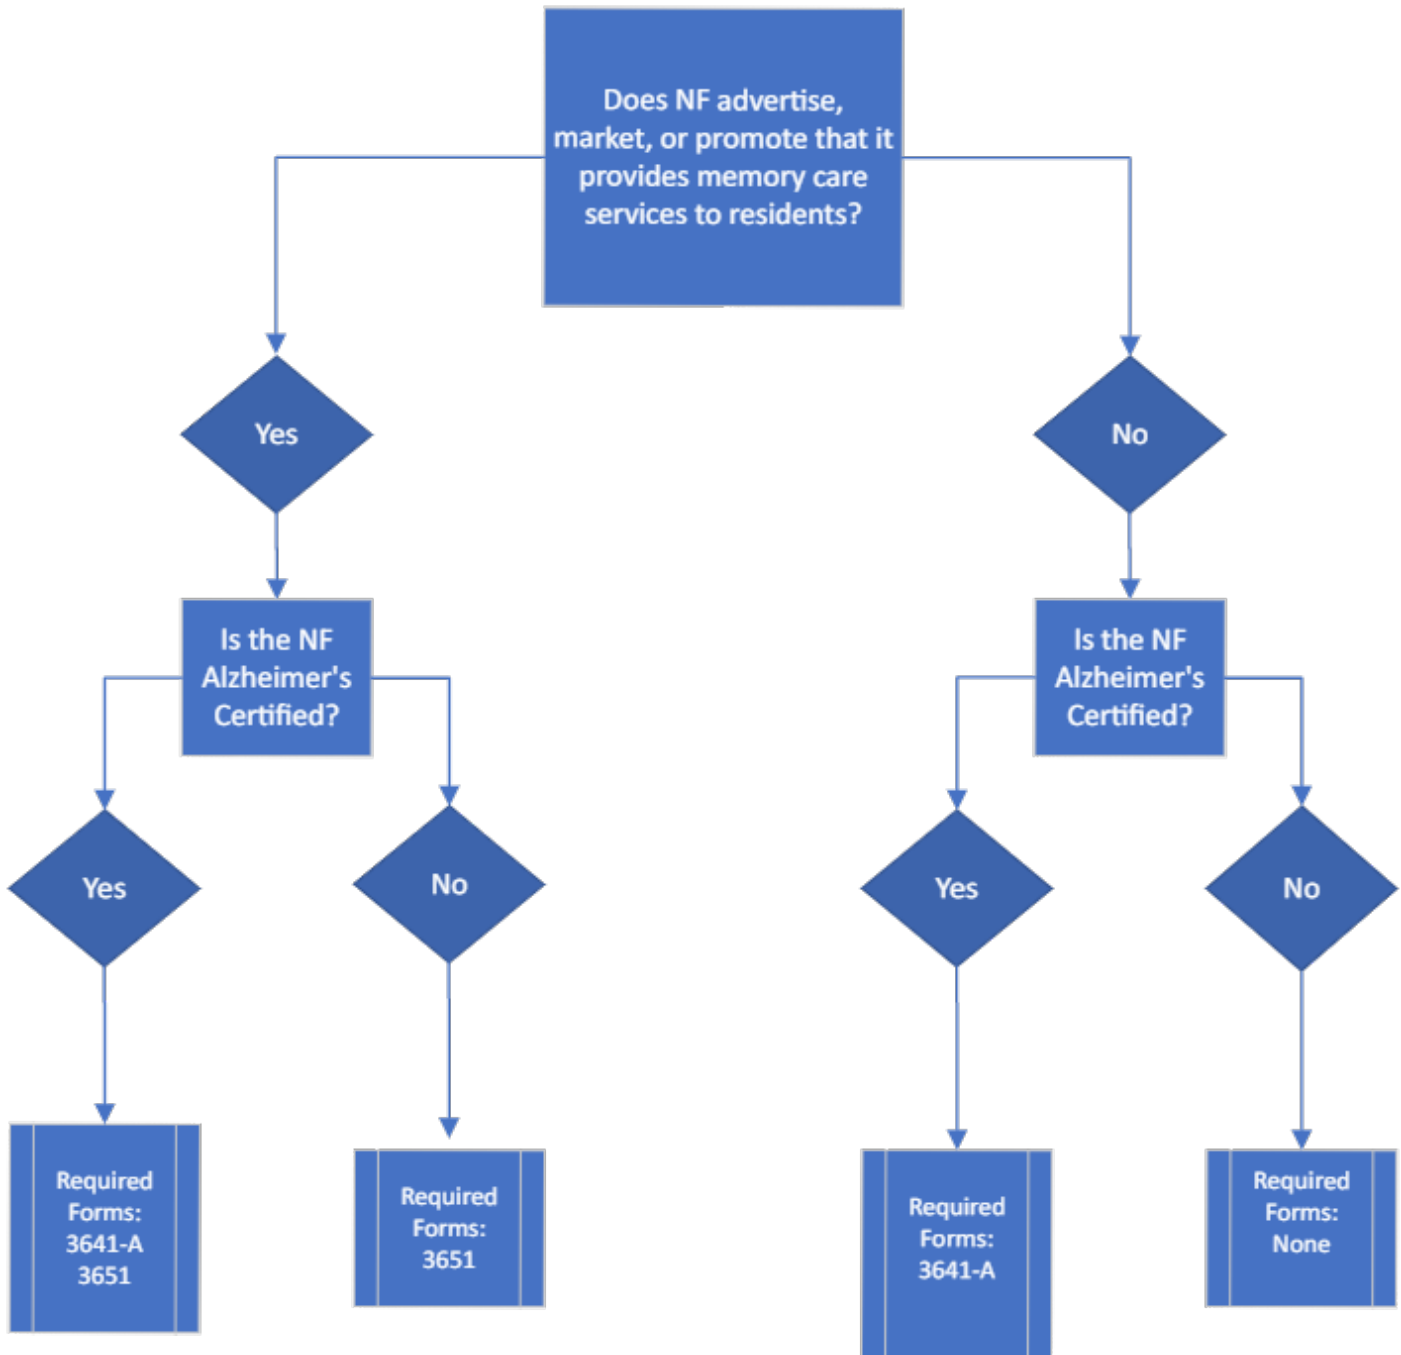 Does NF advertise,
market, or promote that it
provides memory care
services to residents?
Yes
No
Is the NF
Alzheimer's
Certified?
Is the NF
Alzheimer's
Certified?
Yes
No
Yes
No
Required
Forms:
3641-A
3651
Required
Forms:
3651
Required
Forms:
3641-A
Required
Forms:
None